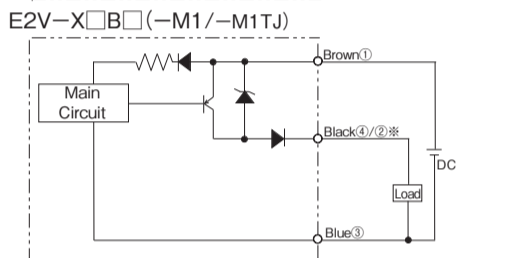 E2V−X□B□(−M1/−M1TJ)
Brown①
Main
Circuit
Black④/②※
DC
Load
Blue③